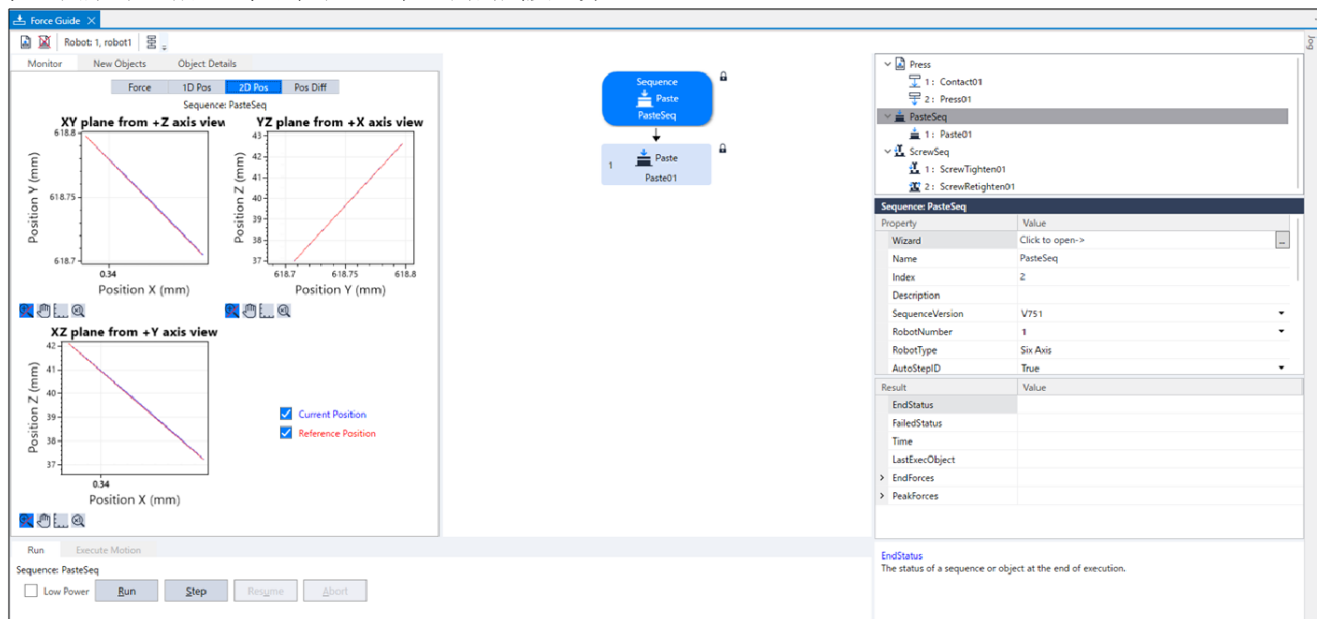 Force Guide
Robot: 1, robot1
Jog
Monitor New Objects Object Details
Force 1D Pos 2D Pos Pos Diff
Sequence: PasteSeq
XY plane from +Z axis view
618.8
618.75
618.7
0.34
Position Y (mm)
Position X (mm)
YZ plane from +X axis view
43
42
41
40
39
38
37
618.7 618.75 618.8
Position Z (mm)
Position Y (mm)
XZ plane from +Y axis view
42
41
40
39
38
37
0.34
Position Z (mm)
Position X (mm)
Current Position
Reference Position
Run Execute Motion
Sequence: PasteSeq
Low Power Run Step Resume Abort
Sequence
Paste
PasteSeq
1 Paste
Paste01
Press
1: Contact01
2: Press01
PasteSeq
1: Paste01
ScrewSeq
1: ScrewTighten01
2: ScrewRetighten01
Sequence: PasteSeq
Property Value
Wizard Click to open-> ...
Name PasteSeq
Index 2
Description
SequenceVersion V751
RobotNumber 1
RobotType Six Axis
AutoStepID True
Result Value
EndStatus
FailedStatus
Time
LastExecObject
EndForces
PeakForces
EndStatus
The status of a sequence or object at the end of execution.